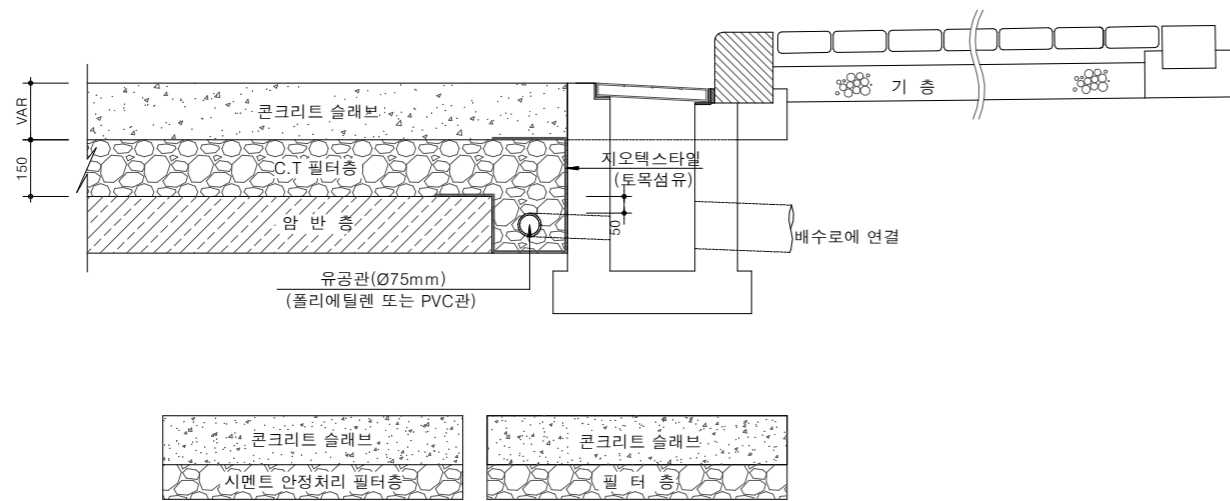 기 층
VAR
콘크리트 슬래브
150
C.T 필터층
지오텍스타일
(토목섬유)
암 반 층
50
배수로에 연결
유공관(Ø75mm)
(폴리에틸렌 또는 PVC관)
콘크리트 슬래브
콘크리트 슬래브
시멘트 안정처리 필터층
필 터 층